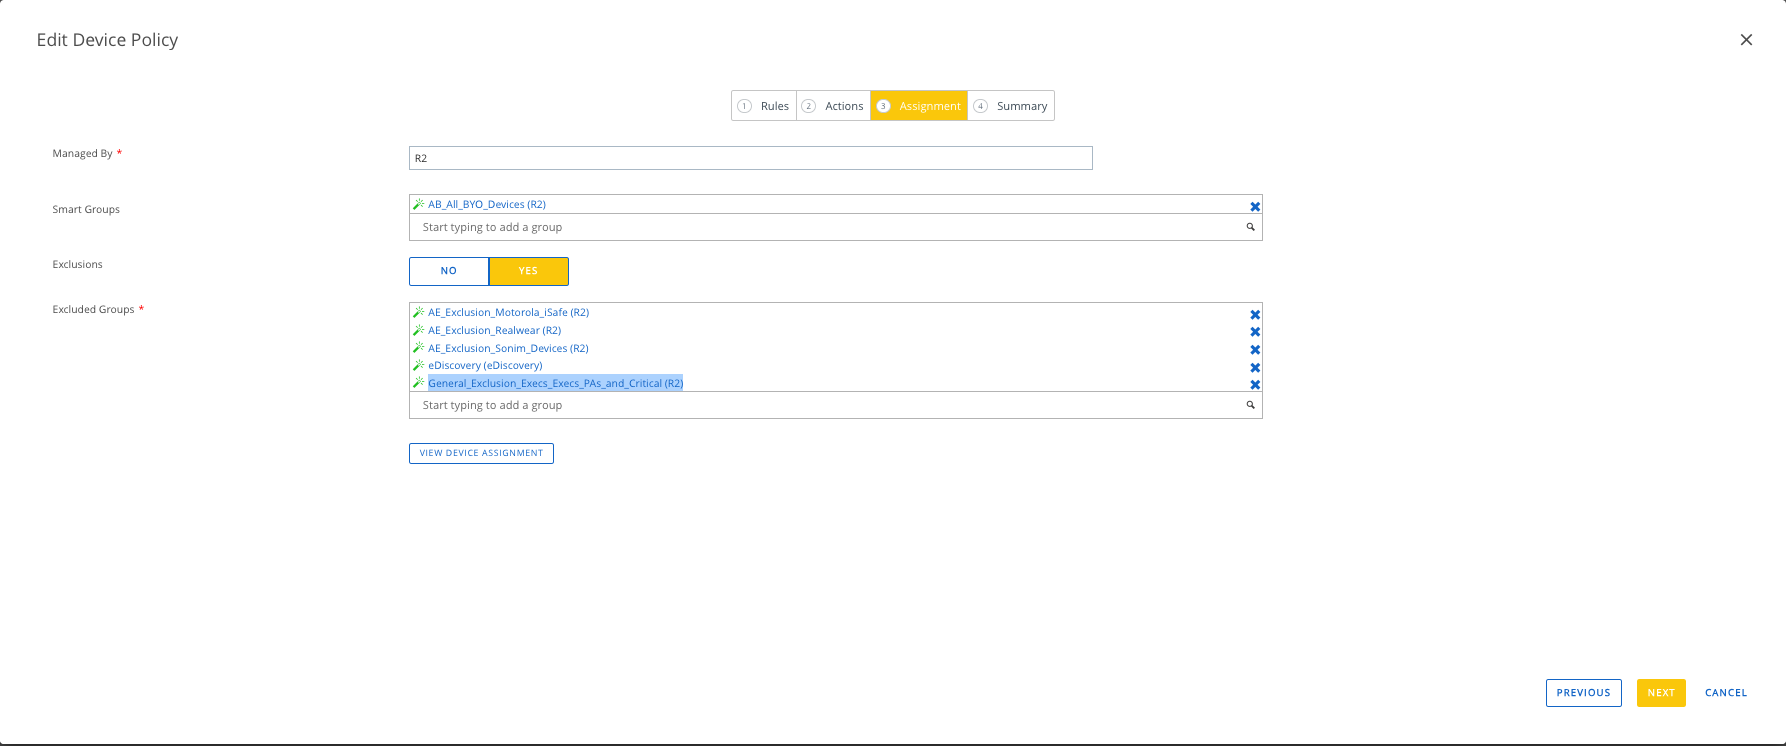 Edit Device Policy
1 Rules 2 Actions 3 Assignment 4 Summary
Managed By *
R2
Smart Groups
AB_All_BYO_Devices (R2)
Start typing to add a group
Exclusions
NO YES
Excluded Groups *
AE_Exclusion_Motorola_iSafe (R2)
AE_Exclusion_Realwear (R2)
AE_Exclusion_Sonim_Devices (R2)
eDiscovery (eDiscovery)
General_Exclusion_Execs_Execs_PAs_and_Critical (R2)
Start typing to add a group
VIEW DEVICE ASSIGNMENT
PREVIOUS NEXT CANCEL